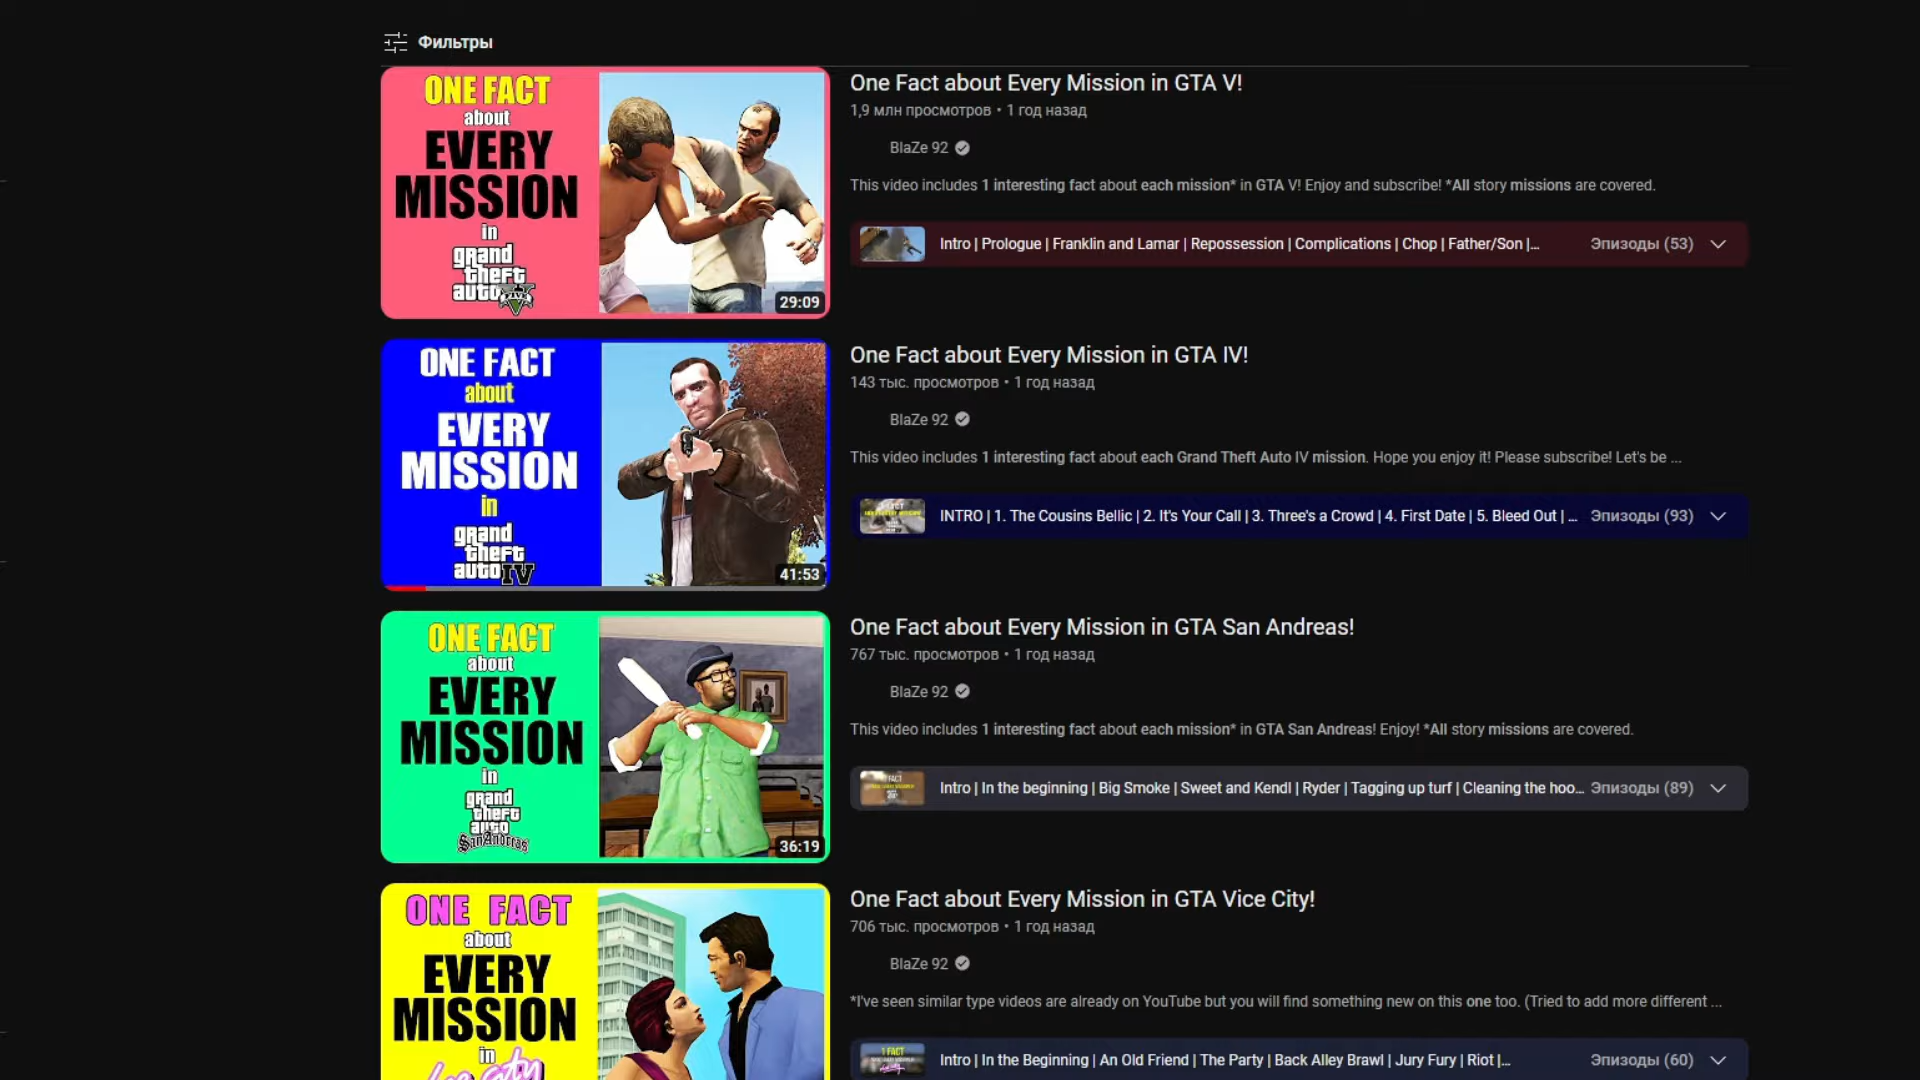 Фильтры
ONE FACT
about
EVERY
MISSION
in
grand
theft
auto
FIVE
29:09
One Fact about Every Mission in GTA V!
1,9 млн просмотров • 1 год назад
BlaZe 92
This video includes 1 interesting fact about each mission* in GTA V! Enjoy and subscribe! *All story missions are covered.
Intro | Prologue | Franklin and Lamar | Repossession | Complications | Chop | Father/Son |...
Эпизоды (53)
ONE FACT
about
EVERY
MISSION
in
grand
theft
auto IV
41:53
One Fact about Every Mission in GTA IV!
143 тыс. просмотров • 1 год назад
BlaZe 92
This video includes 1 interesting fact about each Grand Theft Auto IV mission. Hope you enjoy it! Please subscribe! Let's be ...
INTRO | 1. The Cousins Bellic | 2. It's Your Call | 3. Three's a Crowd | 4. First Date | 5. Bleed Out | ...
Эпизоды (93)
ONE FACT
about
EVERY
MISSION
in
grand
theft
auto
San Andreas
36:19
One Fact about Every Mission in GTA San Andreas!
767 тыс. просмотров • 1 год назад
BlaZe 92
This video includes 1 interesting fact about each mission* in GTA San Andreas! Enjoy! *All story missions are covered.
Intro | In the beginning | Big Smoke | Sweet and Kendl | Ryder | Tagging up turf | Cleaning the hoo...
Эпизоды (89)
ONE FACT
about
EVERY
MISSION
in
One Fact about Every Mission in GTA Vice City!
706 тыс. просмотров • 1 год назад
BlaZe 92
*I've seen similar type videos are already on YouTube but you will find something new on this one too. (Tried to add more different ...
1 FACT
Intro | In the Beginning | An Old Friend | The Party | Back Alley Brawl | Jury Fury | Riot |...
Эпизоды (60)